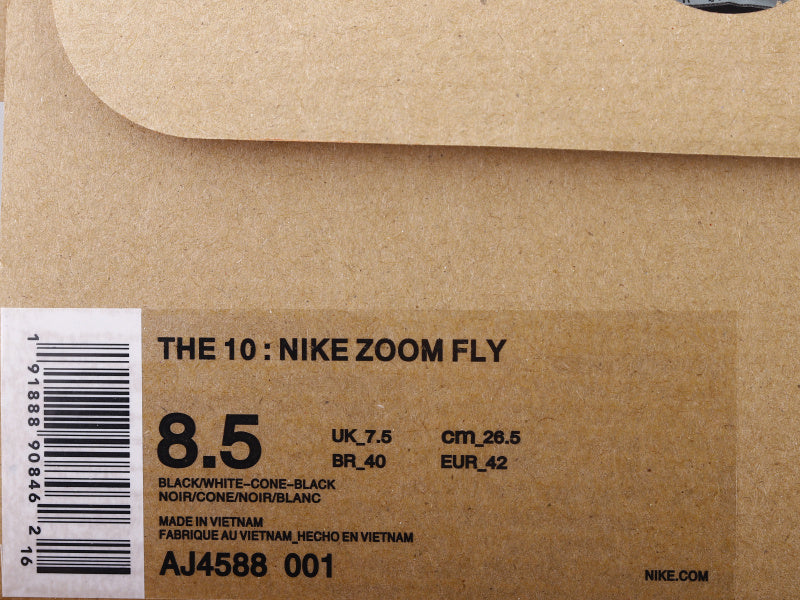 THE 10 : NIKE ZOOM FLY
8.5
UK_7.5 cm_26.5
BR_40 EUR_42
BLACK/WHITE-CONE-BLACK
NOIR/CONE/NOIR/BLANC
MADE IN VIETNAM
FABRIQUE AU VIETNAM_HECHO EN VIETNAM
AJ4588 001
NIKE.COM
1 91888 90846 2 16